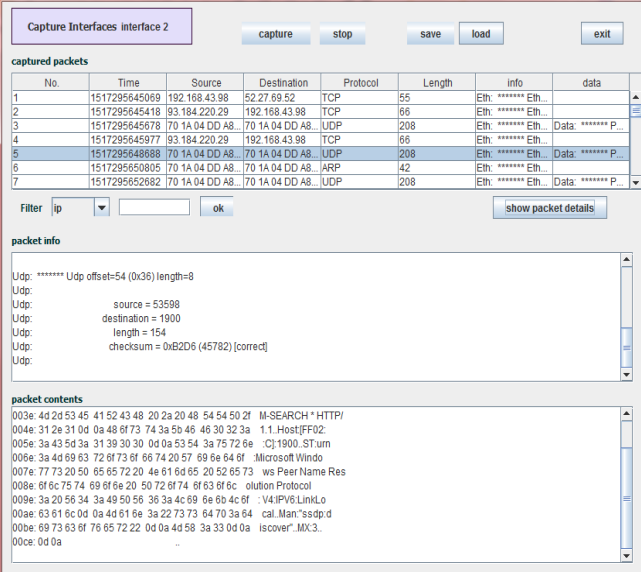 Capture Interfaces interface 2
capture stop save load exit
captured packets
No. Time Source Destination Protocol Length info data
1 1517295645069 192.168.43.98 52.27.69.52 TCP 55 Eth: ******* Eth...
2 1517295645418 93.184.220.29 192.168.43.98 TCP 66 Eth: ******* Eth...
3 1517295645678 70 1A 04 DD A8... 70 1A 04 DD A8... UDP 208 Eth: ******* Eth... Data: ******* P...
4 1517295645977 93.184.220.29 192.168.43.98 TCP 66 Eth: ******* Eth...
5 1517295648688 70 1A 04 DD A8... 70 1A 04 DD A8... UDP 208 Eth: ******* Eth... Data: ******* P...
6 1517295650805 70 1A 04 DD A8... 70 1A 04 DD A8... ARP 42 Eth: ******* Eth...
7 1517295652682 70 1A 04 DD A8... 70 1A 04 DD A8... UDP 208 Eth: ******* Eth... Data: ******* P...
Filter ip ok show packet details
packet info
Udp: ******* Udp offset=54 (0x36) length=8
Udp:
Udp: source = 53598
Udp: destination = 1900
Udp: length = 154
Udp: checksum = 0xB2D6 (45782) [correct]
Udp:
packet contents
003e: 4d 2d 53 45 41 52 43 48 20 2a 20 48 54 54 50 2f M-SEARCH * HTTP/
004e: 31 2e 31 0d 0a 48 6f 73 74 3a 5b 46 46 30 32 3a 1.1..Host:[FF02:
005e: 3a 43 5d 3a 31 39 30 30 0d 0a 53 54 3a 75 72 6e :C]:1900..ST:urn
006e: 3a 4d 69 63 72 6f 73 6f 66 74 20 57 69 6e 64 6f :Microsoft Windo
007e: 77 73 20 50 65 65 72 20 4e 61 6d 65 20 52 65 73 ws Peer Name Res
008e: 6f 6c 75 74 69 6f 6e 20 50 72 6f 74 6f 63 6f 6c olution Protocol
009e: 3a 20 56 34 3a 49 50 56 36 3a 4c 69 6e 6b 4c 6f : V4:IPV6:LinkLo
00ae: 63 61 6c 0d 0a 4d 61 6e 3a 22 73 73 64 70 3a 64 cal..Man:"ssdp:d
00be: 69 73 63 6f 76 65 72 22 0d 0a 4d 58 3a 33 0d 0a iscover"..MX:3..
00ce: 0d 0a ..